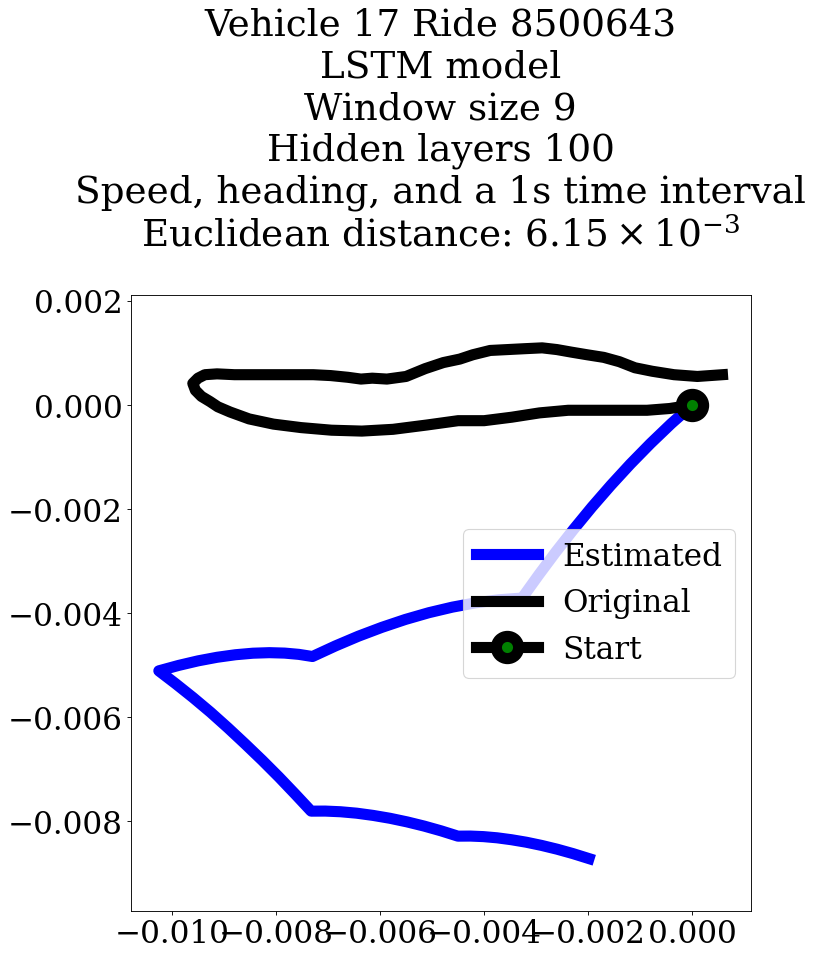 Vehicle 17 Ride 8500643
LSTM model
Window size 9
Hidden layers 100
Speed, heading, and a 1s time interval
Euclidean distance: 6.15 × 10⁻³
0.002
0.000
−0.002
−0.004
−0.006
−0.008
Estimated
Original
Start
−0.010 −0.008 −0.006 −0.004 −0.002 0.000